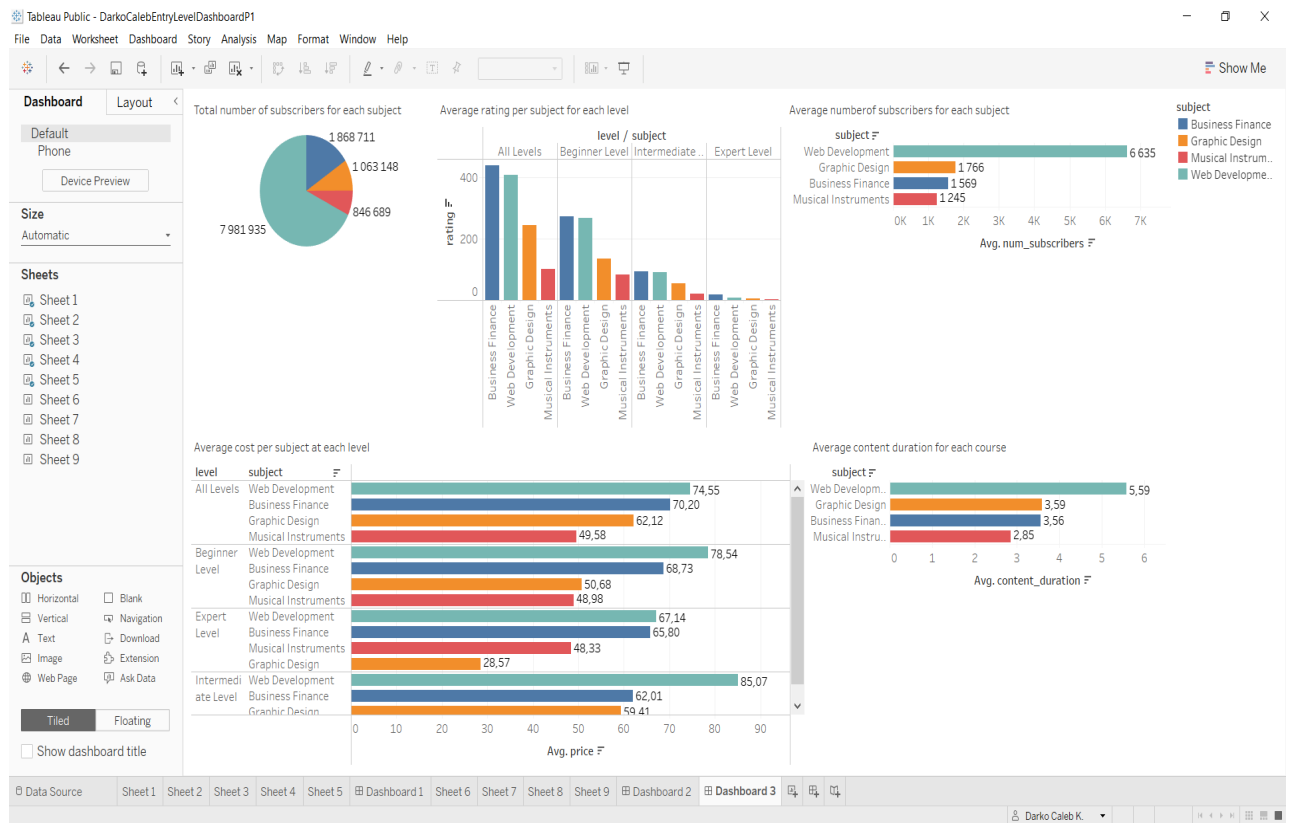 Tableau Public - DarkoCalebEntryLevelDashboardP1
File Data Worksheet Dashboard Story Analysis Map Format Window Help
Show Me
Dashboard Layout
Default
Phone
Device Preview
Size
Automatic
Sheets
Sheet 1
Sheet 2
Sheet 3
Sheet 4
Sheet 5
Sheet 6
Sheet 7
Sheet 8
Sheet 9
Objects
Horizontal Blank
Vertical Navigation
Text Download
Image Extension
Web Page Ask Data
Tiled Floating
Show dashboard title
Total number of subscribers for each subject
1 868 711
1 063 148
846 689
7 981 935
Average rating per subject for each level
level / subject
All Levels Beginner Level Intermediate .. Expert Level
rating
400
200
0
Business Finance
Web Development
Graphic Design
Musical Instruments
Business Finance
Web Development
Graphic Design
Musical Instruments
Business Finance
Web Development
Graphic Design
Musical Instruments
Business Finance
Web Development
Graphic Design
Musical Instruments
Average numberof subscribers for each subject
subject
Web Development 6 635
Graphic Design 1 766
Business Finance 1 569
Musical Instruments 1 245
0K 1K 2K 3K 4K 5K 6K 7K
Avg. num_subscribers
subject
Business Finance
Graphic Design
Musical Instrum..
Web Developme..
Average cost per subject at each level
level subject
All Levels Web Development 74,55
Business Finance 70,20
Graphic Design 62,12
Musical Instruments 49,58
Beginner Web Development 78,54
Level Business Finance 68,73
Graphic Design 50,68
Musical Instruments 48,98
Expert Web Development 67,14
Level Business Finance 65,80
Musical Instruments 48,33
Graphic Design 28,57
Intermedi Web Development 85,07
ate Level Business Finance 62,01
Graphic Design 59,41
0 10 20 30 40 50 60 70 80 90
Avg. price
Average content duration for each course
subject
Web Developm.. 5,59
Graphic Design 3,59
Business Finan.. 3,56
Musical Instru.. 2,85
0 1 2 3 4 5 6
Avg. content_duration
Data Source Sheet 1 Sheet 2 Sheet 3 Sheet 4 Sheet 5 Dashboard 1 Sheet 6 Sheet 7 Sheet 8 Sheet 9 Dashboard 2 Dashboard 3
Darko Caleb K.